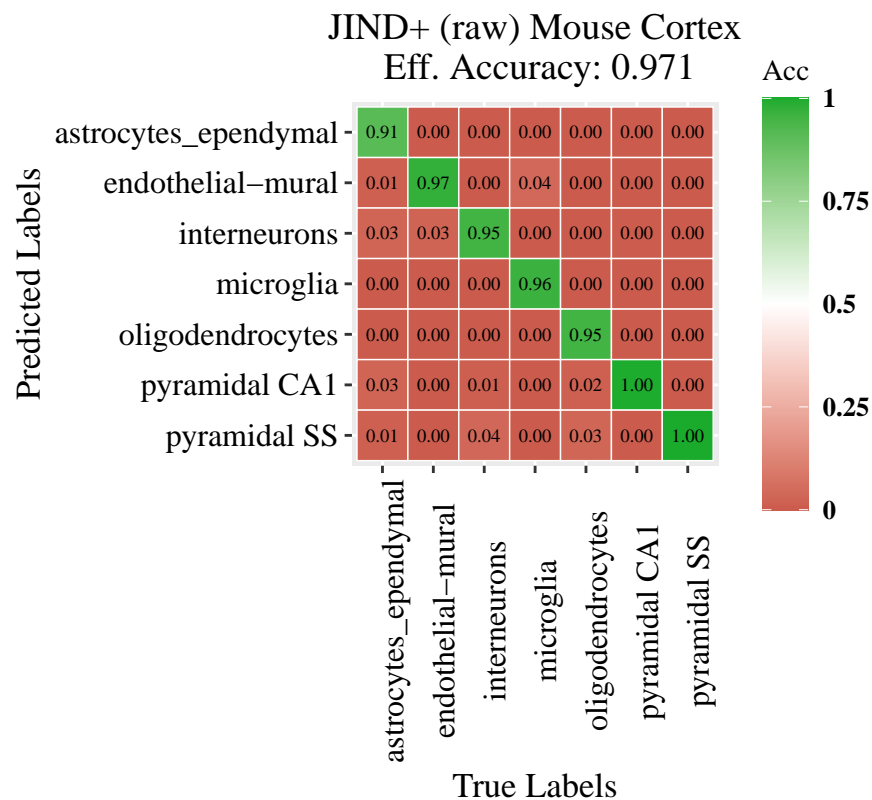 JIND+ (raw) Mouse Cortex
Eff. Accuracy: 0.971
Acc
1
0.75
0.5
0.25
0
Predicted Labels
astrocytes_ependymal 0.91 0.00 0.00 0.00 0.00 0.00 0.00
endothelial−mural 0.01 0.97 0.00 0.04 0.00 0.00 0.00
interneurons 0.03 0.03 0.95 0.00 0.00 0.00 0.00
microglia 0.00 0.00 0.00 0.96 0.00 0.00 0.00
oligodendrocytes 0.00 0.00 0.00 0.00 0.95 0.00 0.00
pyramidal CA1 0.03 0.00 0.01 0.00 0.02 1.00 0.00
pyramidal SS 0.01 0.00 0.04 0.00 0.03 0.00 1.00
astrocytes_ependymal
endothelial−mural
interneurons
microglia
oligodendrocytes
pyramidal CA1
pyramidal SS
True Labels